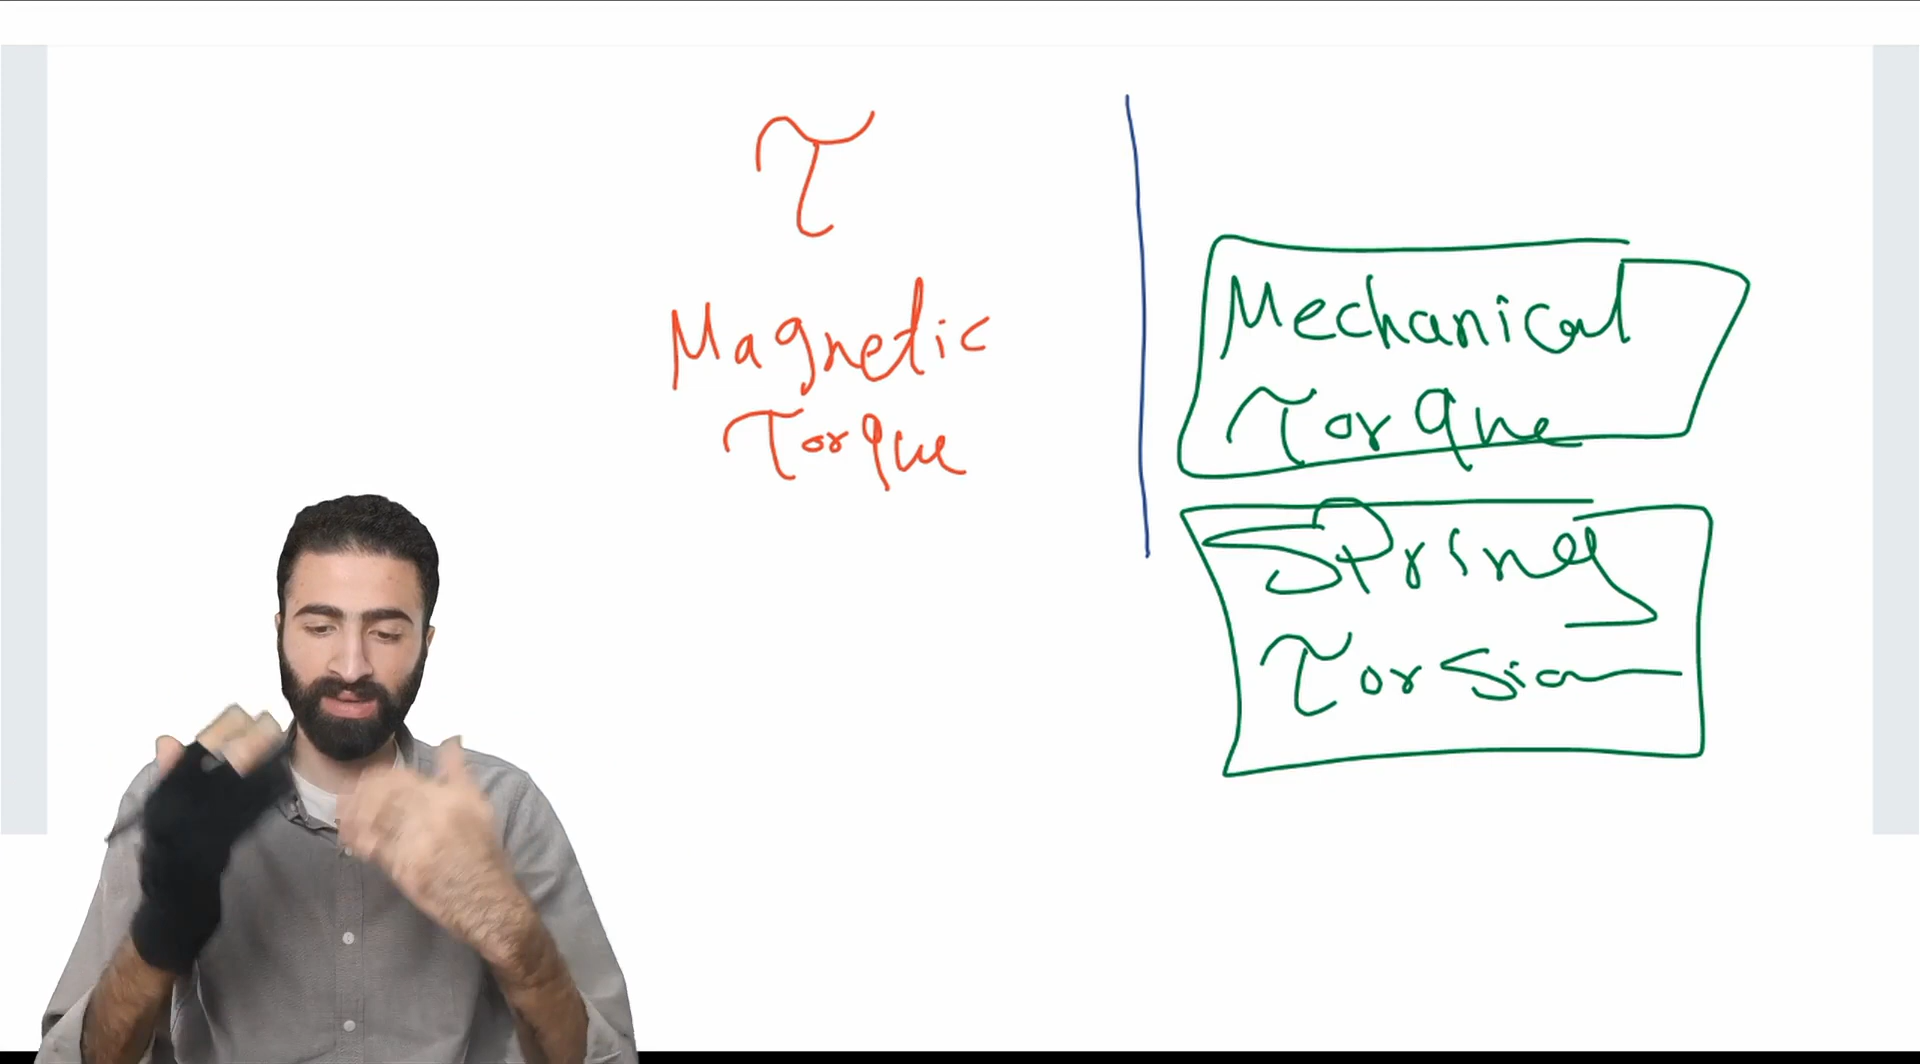 τ
Magnetic
Torque
Mechanical
Torque
Spring
Torsion